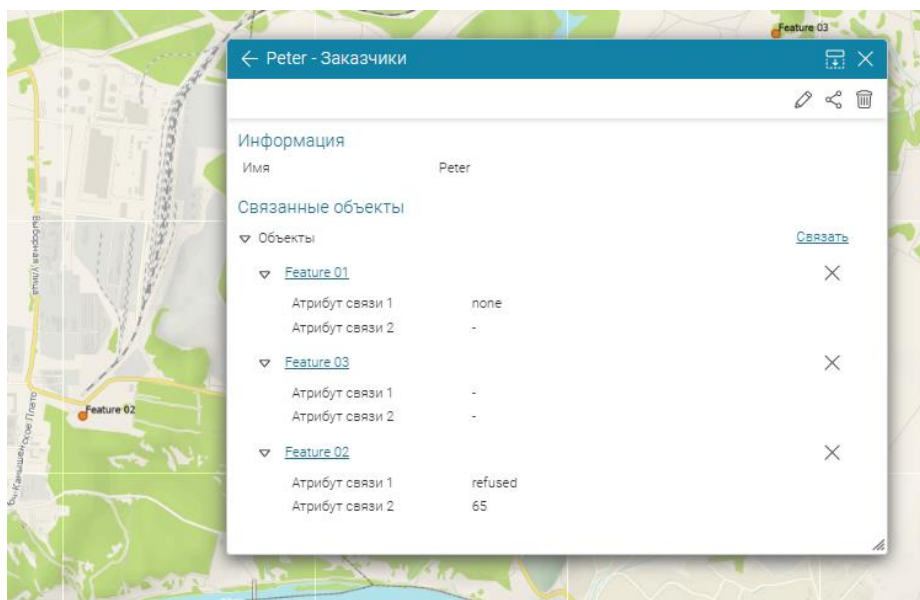 Feature 03
Peter - Заказчики
Информация
Имя Peter
Связанные объекты
Объекты Связать
Feature 01
Атрибут связи 1 none
Атрибут связи 2 -
Feature 03
Атрибут связи 1 -
Атрибут связи 2 -
Feature 02
Атрибут связи 1 refused
Атрибут связи 2 65
Выборная улица
Feature 02
Плато